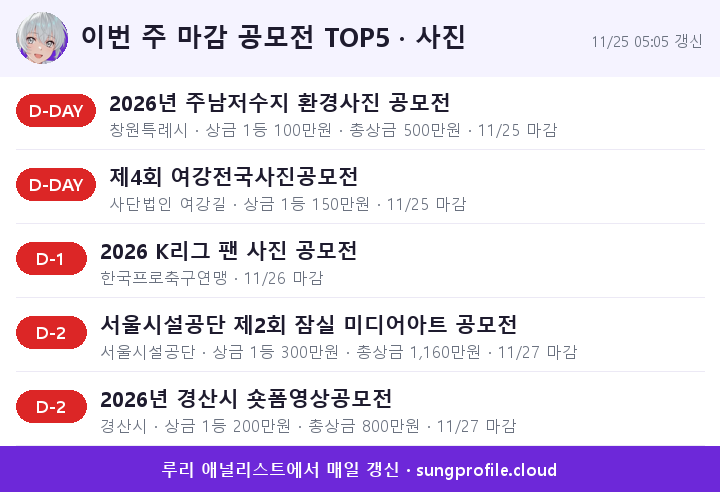 이번 주 마감 공모전 TOP5 · 사진
11/25 05:05 갱신
D-DAY
2026년 주남저수지 환경사진 공모전
창원특례시 · 상금 1등 100만원 · 총상금 500만원 · 11/25 마감
D-DAY
제4회 여강전국사진공모전
사단법인 여강길 · 상금 1등 150만원 · 11/25 마감
D-1
2026 K리그 팬 사진 공모전
한국프로축구연맹 · 11/26 마감
D-2
서울시설공단 제2회 잠실 미디어아트 공모전
서울시설공단 · 상금 1등 300만원 · 총상금 1,160만원 · 11/27 마감
D-2
2026년 경산시 숏폼영상공모전
경산시 · 상금 1등 200만원 · 총상금 800만원 · 11/27 마감
루리 애널리스트에서 매일 갱신 · sungprofile.cloud